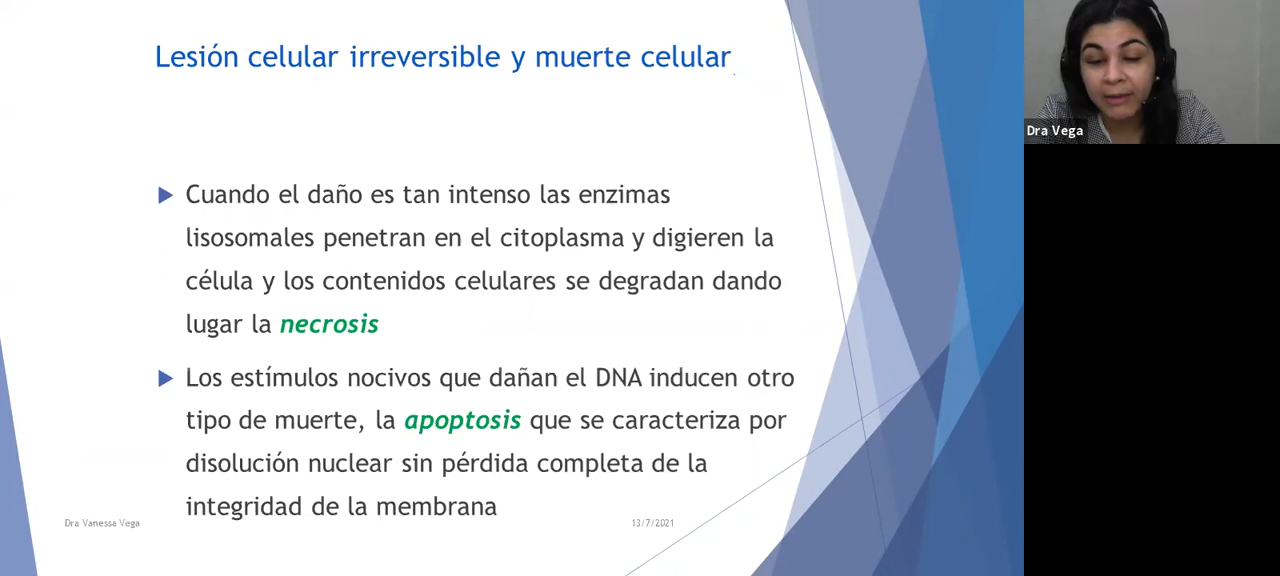 Lesión celular irreversible y muerte celular
Dra Vega
Cuando el daño es tan intenso las enzimas
lisosomales penetran en el citoplasma y digieren la
célula y los contenidos celulares se degradan dando
lugar la necrosis
Los estímulos nocivos que dañan el DNA inducen otro
tipo de muerte, la apoptosis que se caracteriza por
disolución nuclear sin pérdida completa de la
integridad de la membrana
Dra Vanessa Vega
13/7/2021